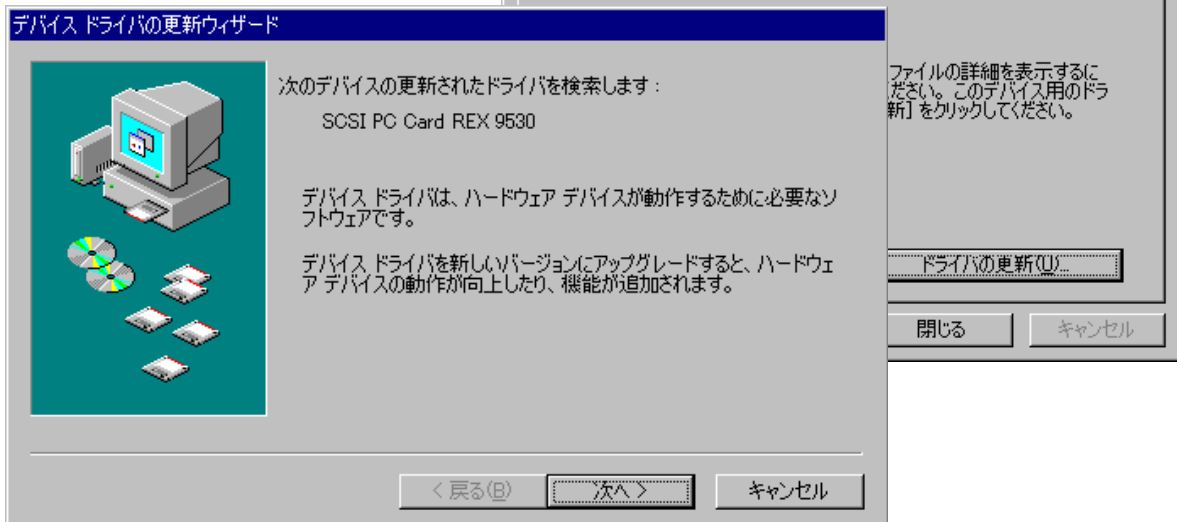 デバイス ドライバの更新ウィザード
次のデバイスの更新されたドライバを検索します：
SCSI PC Card REX 9530
デバイス ドライバは、ハードウェア デバイスが動作するために必要なソ
フトウェアです。
デバイス ドライバを新しいバージョンにアップグレードすると、ハードウェ
ア デバイスの動作が向上したり、機能が追加されます。
< 戻る(B)
次へ >
キャンセル
ファイルの詳細を表示するに
ださい。このデバイス用のドラ
新] をクリックしてください。
ドライバの更新(U)...
閉じる
キャンセル